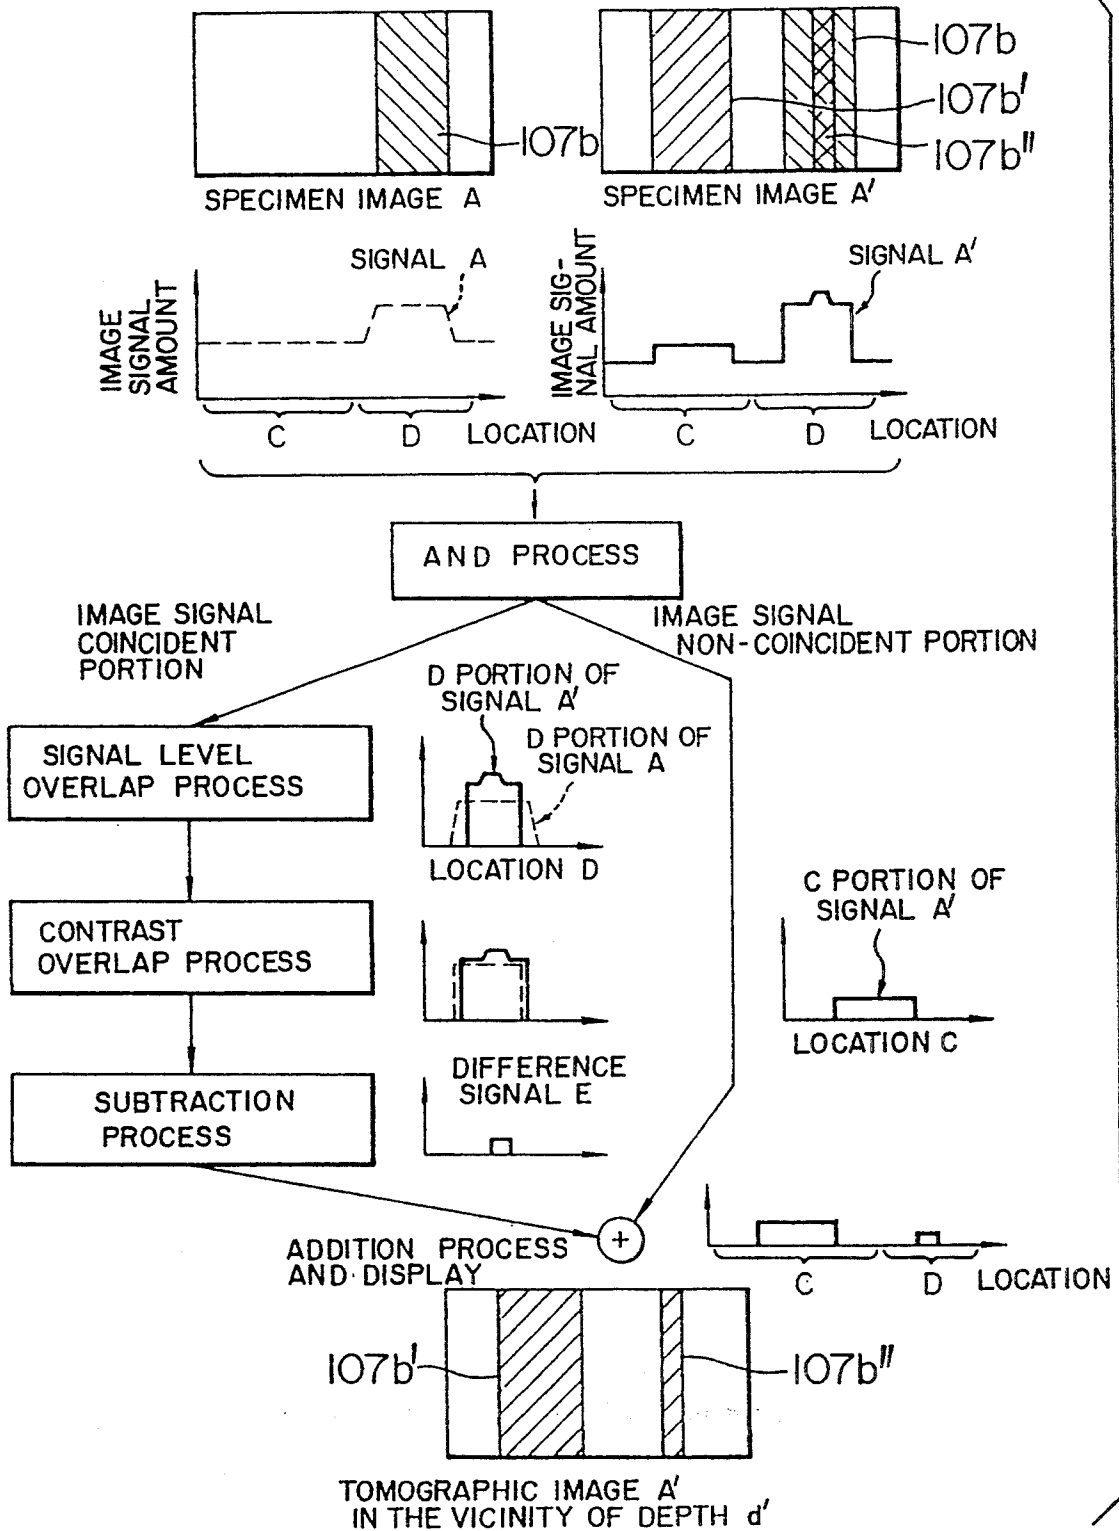 107b
107b
107b'
107b"
SPECIMEN IMAGE A
SPECIMEN IMAGE A'
IMAGE
SIGNAL
AMOUNT
SIGNAL A
C
D
LOCATION
IMAGE SIG-
NAL AMOUNT
SIGNAL A'
C
D
LOCATION
AND PROCESS
IMAGE SIGNAL
COINCIDENT
PORTION
IMAGE SIGNAL
NON-COINCIDENT PORTION
SIGNAL LEVEL
OVERLAP PROCESS
D PORTION OF
SIGNAL A'
D PORTION OF
SIGNAL A
LOCATION D
CONTRAST
OVERLAP PROCESS
C PORTION OF
SIGNAL A'
LOCATION C
SUBTRACTION
PROCESS
DIFFERENCE
SIGNAL E
+
ADDITION PROCESS
AND DISPLAY
C
D
LOCATION
107b'
107b"
TOMOGRAPHIC IMAGE A'
IN THE VICINITY OF DEPTH d'